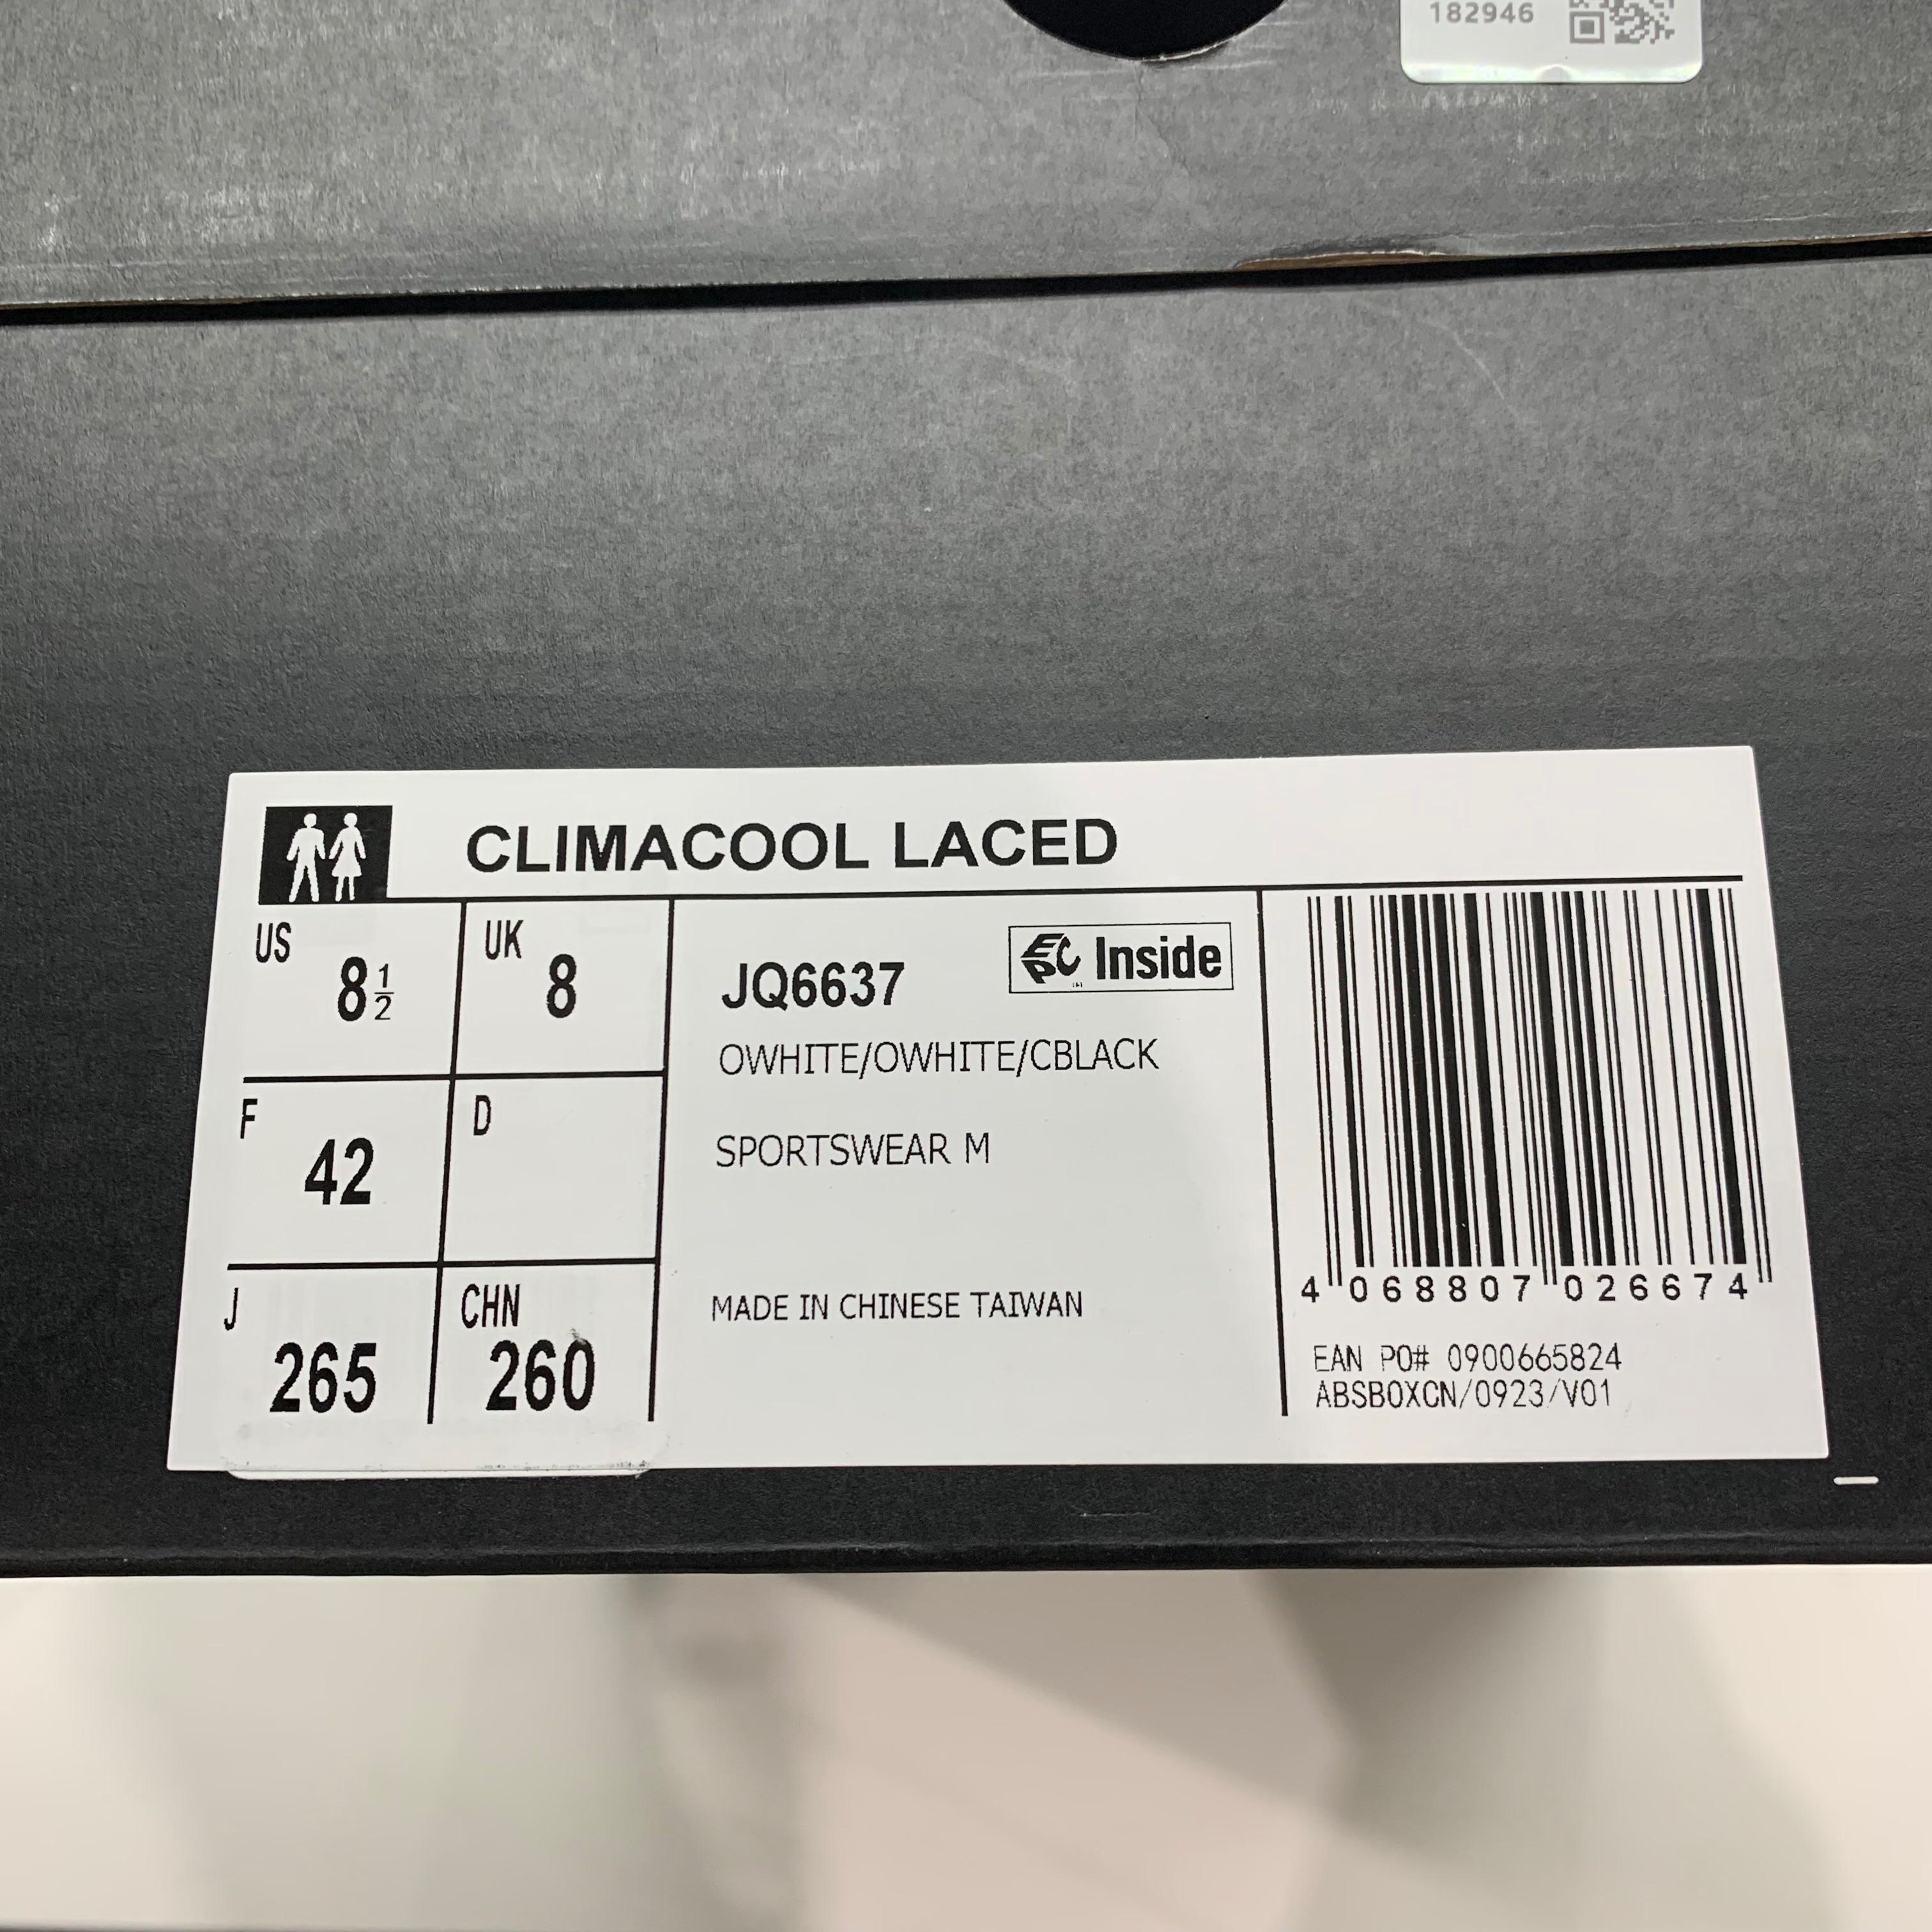 182946
CLIMACOOL LACED
US
8 1/2
UK
8
F
42
D
J
265
CHN
260
JQ6637
EPC Inside
OWHITE/OWHITE/CBLACK
SPORTSWEAR M
MADE IN CHINESE TAIWAN
4 068807 026674
EAN PO# 0900665824
ABSBOXCN/0923/V01